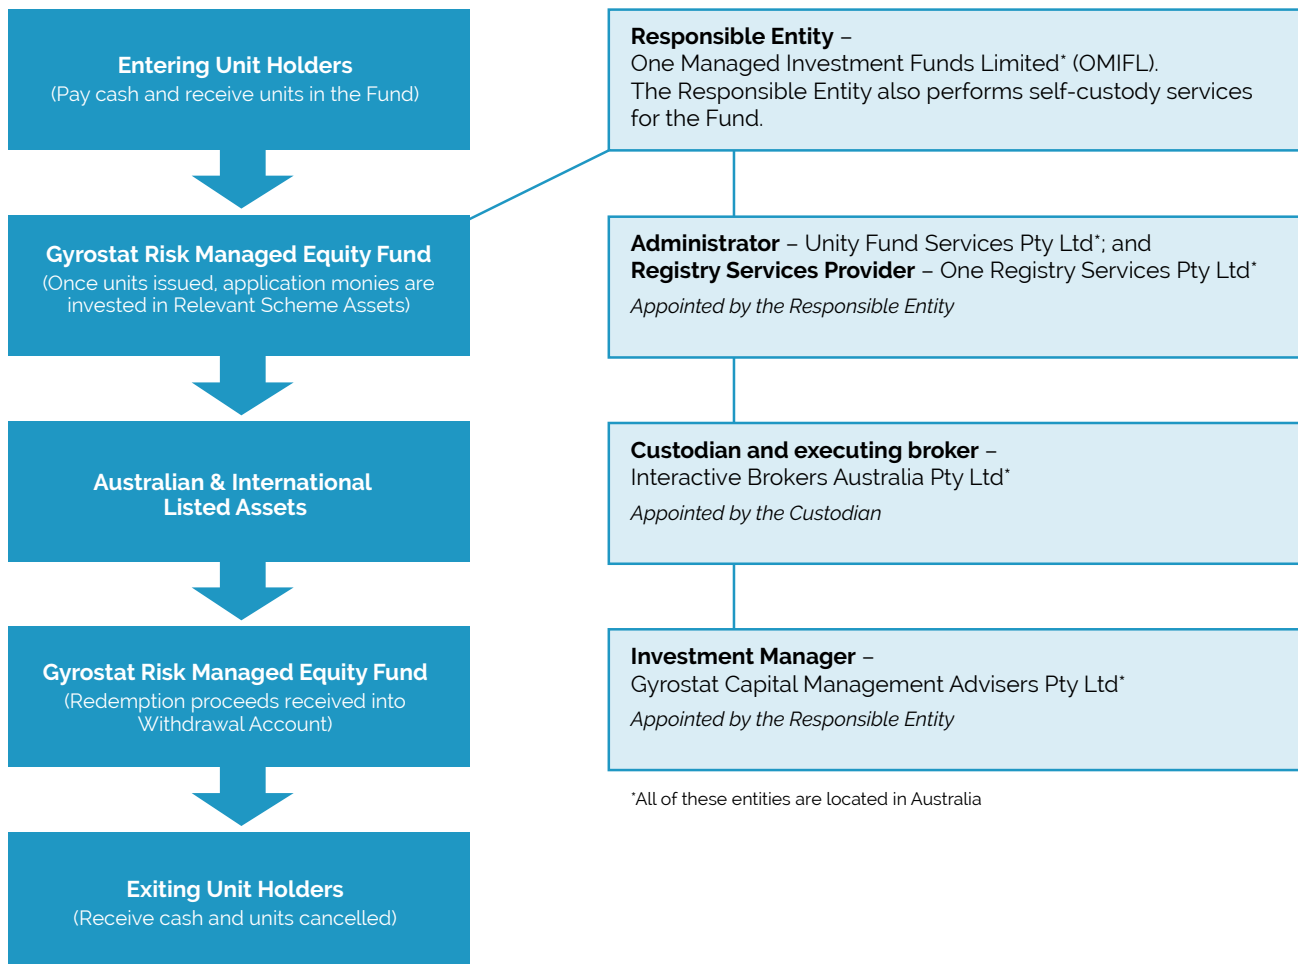 Entering Unit Holders
(Pay cash and receive units in the Fund)
Gyrostat Risk Managed Equity Fund
(Once units issued, application monies are
invested in Relevant Scheme Assets)
Australian & International
Listed Assets
Gyrostat Risk Managed Equity Fund
(Redemption proceeds received into
Withdrawal Account)
Exiting Unit Holders
(Receive cash and units cancelled)
Responsible Entity –
One Managed Investment Funds Limited* (OMIFL).
The Responsible Entity also performs self-custody services
for the Fund.
Administrator – Unity Fund Services Pty Ltd*; and
Registry Services Provider – One Registry Services Pty Ltd*
Appointed by the Responsible Entity
Custodian and executing broker –
Interactive Brokers Australia Pty Ltd*
Appointed by the Custodian
Investment Manager –
Gyrostat Capital Management Advisers Pty Ltd*
Appointed by the Responsible Entity
*All of these entities are located in Australia